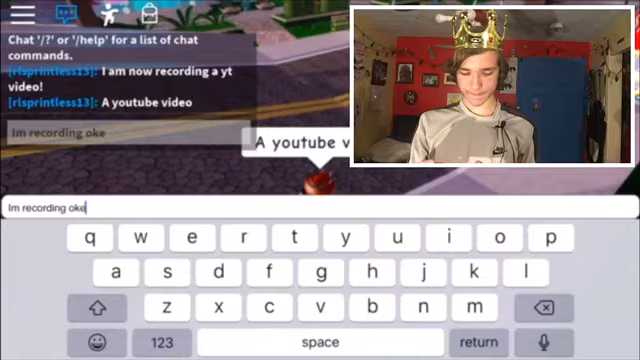 Chat '/?' or '/help' for a list of chat
commands.
[rlsprintless13]: I am now recording a yt
video!
[rlsprintless13]: A youtube video
Im recording oke
A youtube v
Im recording oke
q w e r t y u i o p
a s d f g h j k l
z x c v b n m
123 space return